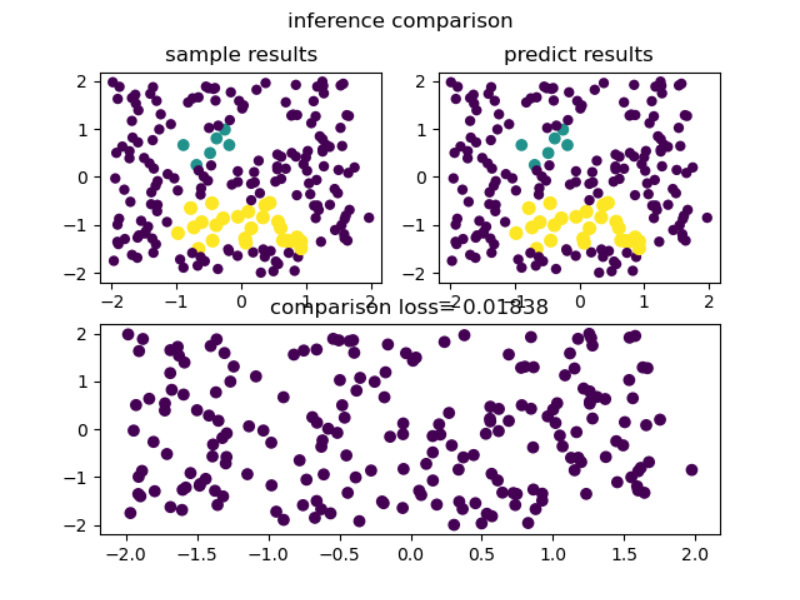 inference comparison
sample results predict results
2 2
1 1
0 0
−1 −1
−2 −2
−2 −1 0 1 2 −2 −1 0 1 2
comparison loss= 0.01838
2
1
0
−1
−2
−2.0 −1.5 −1.0 −0.5 0.0 0.5 1.0 1.5 2.0